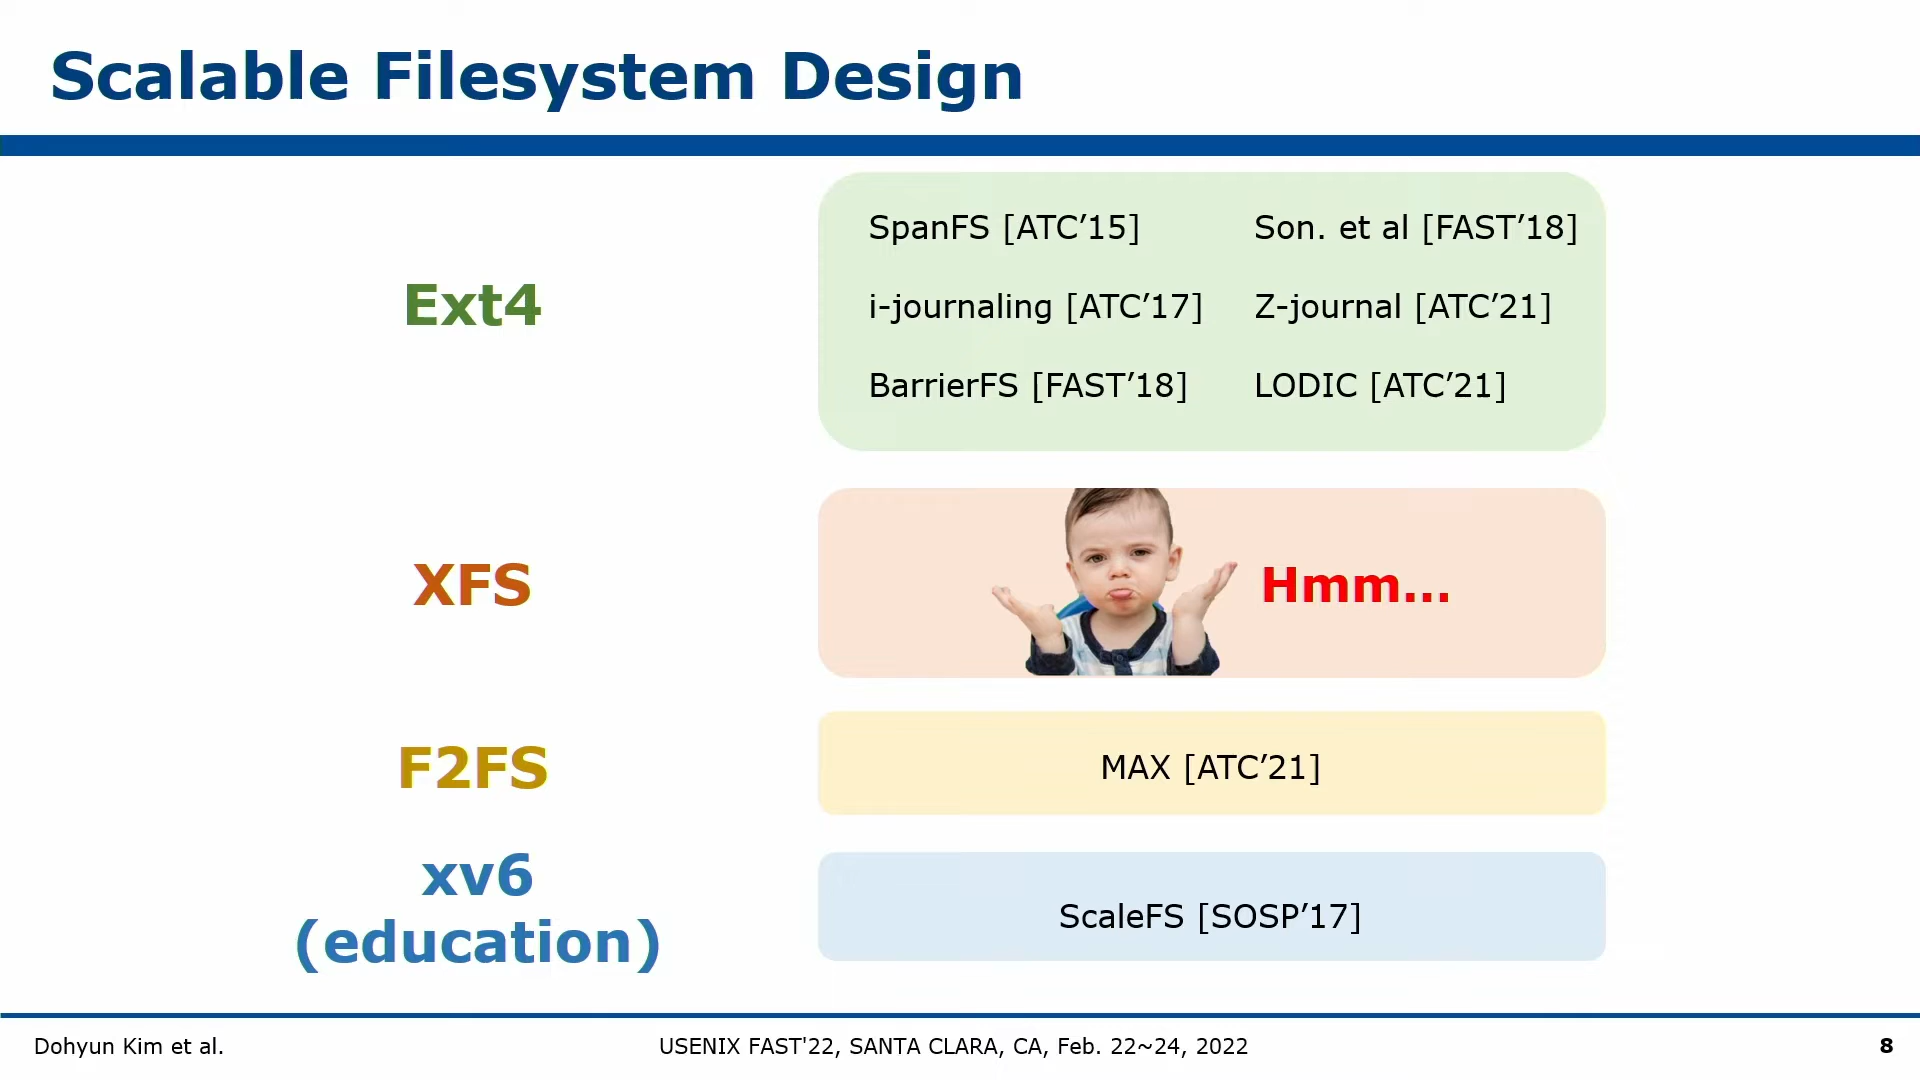 Scalable Filesystem Design
Ext4
SpanFS [ATC’15]
Son. et al [FAST’18]
i-journaling [ATC’17]
Z-journal [ATC’21]
BarrierFS [FAST’18]
LODIC [ATC’21]
XFS
Hmm...
F2FS
MAX [ATC’21]
xv6
(education)
ScaleFS [SOSP’17]
Dohyun Kim et al.
USENIX FAST'22, SANTA CLARA, CA, Feb. 22~24, 2022
8